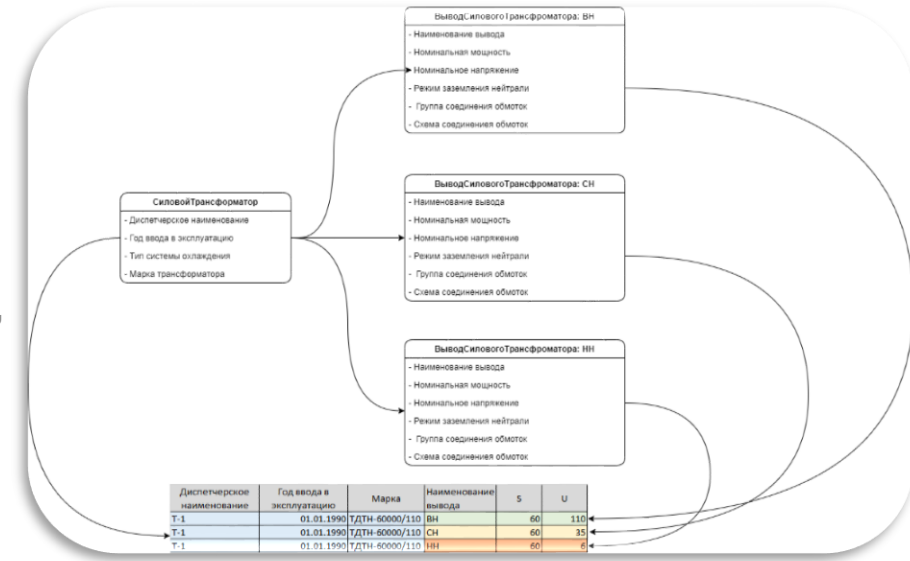 ВыводСиловогоТрансфроматора: ВН
- Наименование вывода
- Номинальная мощность
- Номинальное напряжение
- Режим заземления нейтрали
- Группа соединения обмоток
- Схема соединениея обмоток
СиловойТрансформатор
- Диспетчерское наименование
- Год ввода в эксплуатацию
- Тип системы охлаждения
- Марка трансформатора
ВыводСиловогоТрансфроматора: СН
- Наименование вывода
- Номинальная мощность
- Номинальное напряжение
- Режим заземления нейтрали
- Группа соединения обмоток
- Схема соединениея обмоток
ВыводСиловогоТрансфроматора: НН
- Наименование вывода
- Номинальная мощность
- Номинальное напряжение
- Режим заземления нейтрали
- Группа соединения обмоток
- Схема соединениея обмоток
Диспетчерское наименование Год ввода в эксплуатацию Марка Наименование вывода S U
Т-1 01.01.1990 ТДТН-60000/110 ВН 60 110
Т-1 01.01.1990 ТДТН-60000/110 СН 60 35
Т-1 01.01.1990 ТДТН-60000/110 НН 60 6